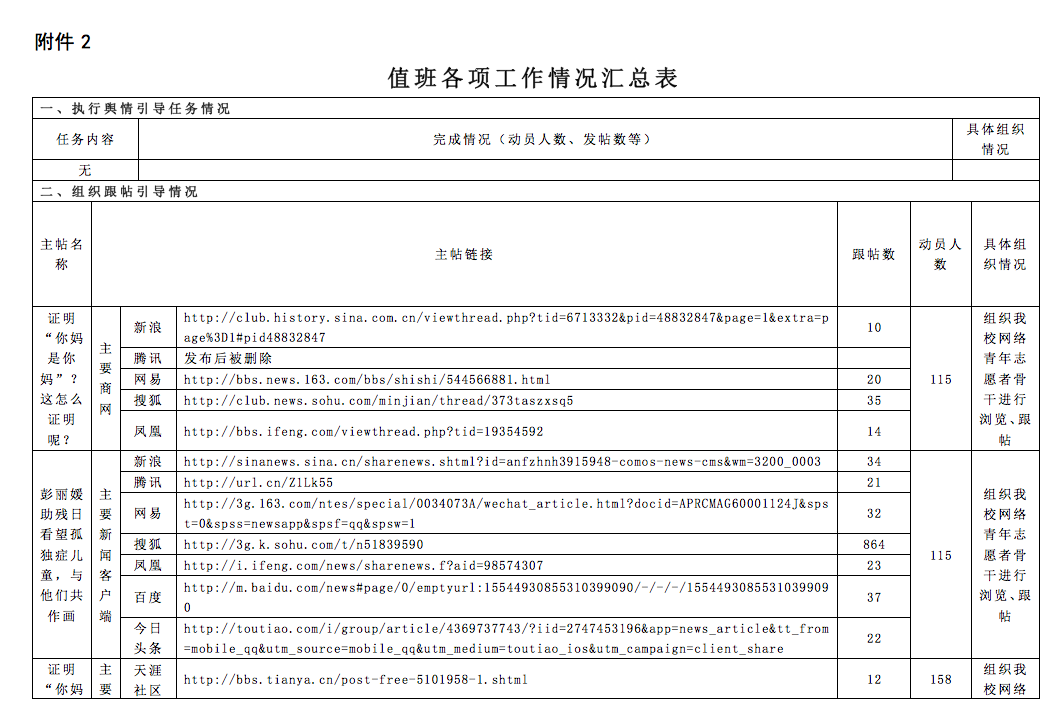 附件 2
值班各项工作情况汇总表
一、执行舆情引导任务情况
任务内容
完成情况（动员人数、发帖数等）
具体组织
情况
无
二、组织跟帖引导情况
主帖名
称
主帖链接
跟帖数
动员人
数
具体组
织情况
证明
“你妈
是你
妈”？
这怎么
证明
呢？
主
要
商
网
新浪
http://club.history.sina.com.cn/viewthread.php?tid=6713332&pid=48832847&page=1&extra=p
age%3D1#pid48832847
10
腾讯
发布后被删除
网易
http://bbs.news.163.com/bbs/shishi/544566881.html
20
搜狐
http://club.news.sohu.com/minjian/thread/373taszxsq5
35
凤凰
http://bbs.ifeng.com/viewthread.php?tid=19354592
14
115
组织我
校网络
青年志
愿者骨
干进行
浏览、跟
帖
彭丽媛
助残日
看望孤
独症儿
童，与
他们共
作画
主
要
新
闻
客
户
端
新浪
http://sinanews.sina.cn/sharenews.shtml?id=anfzhnh3915948-comos-news-cms&wm=3200_0003
34
腾讯
http://url.cn/Z1Lk55
21
网易
http://3g.163.com/ntes/special/0034073A/wechat_article.html?docid=APRCMAG60001124J&sps
t=0&spss=newsapp&spsf=qq&spsw=1
32
搜狐
http://3g.k.sohu.com/t/n51839590
864
凤凰
http://i.ifeng.com/news/sharenews.f?aid=98574307
23
百度
http://m.baidu.com/news#page/0/emptyurl:15544930855310399090/-/-/-/1554493085531039909
0
37
今日
头条
http://toutiao.com/i/group/article/4369737743/?iid=2747453196&app=news_article&tt_from
=mobile_qq&utm_source=mobile_qq&utm_medium=toutiao_ios&utm_campaign=client_share
22
115
组织我
校网络
青年志
愿者骨
干进行
浏览、跟
帖
证明
“你妈
主
要
天涯
社区
http://bbs.tianya.cn/post-free-5101958-1.shtml
12
158
组织我
校网络